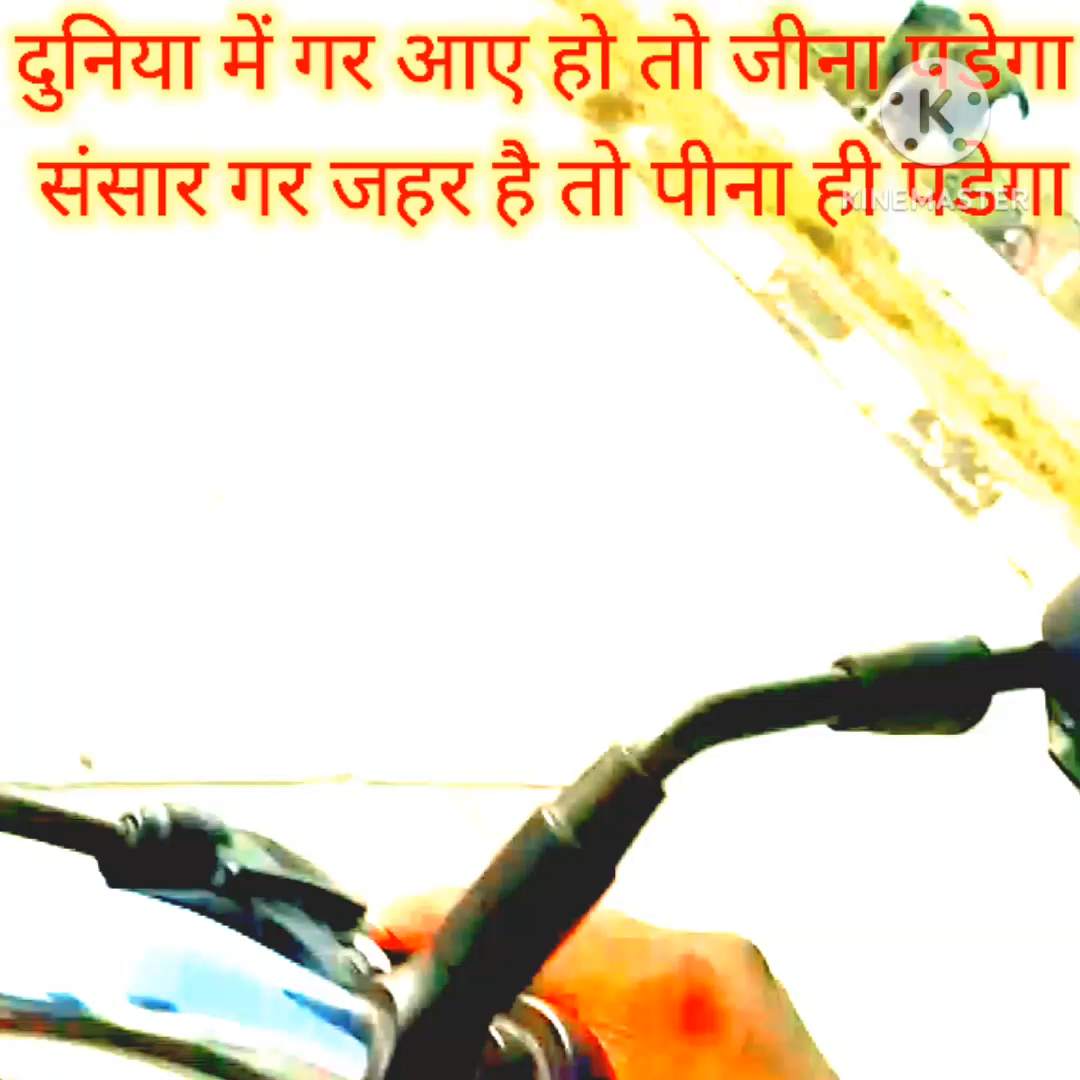 दुनिया में गर आए हो तो जीना पडेगा
संसार गर जहर है तो पीना ही पडेगा
K
KINEMASTER